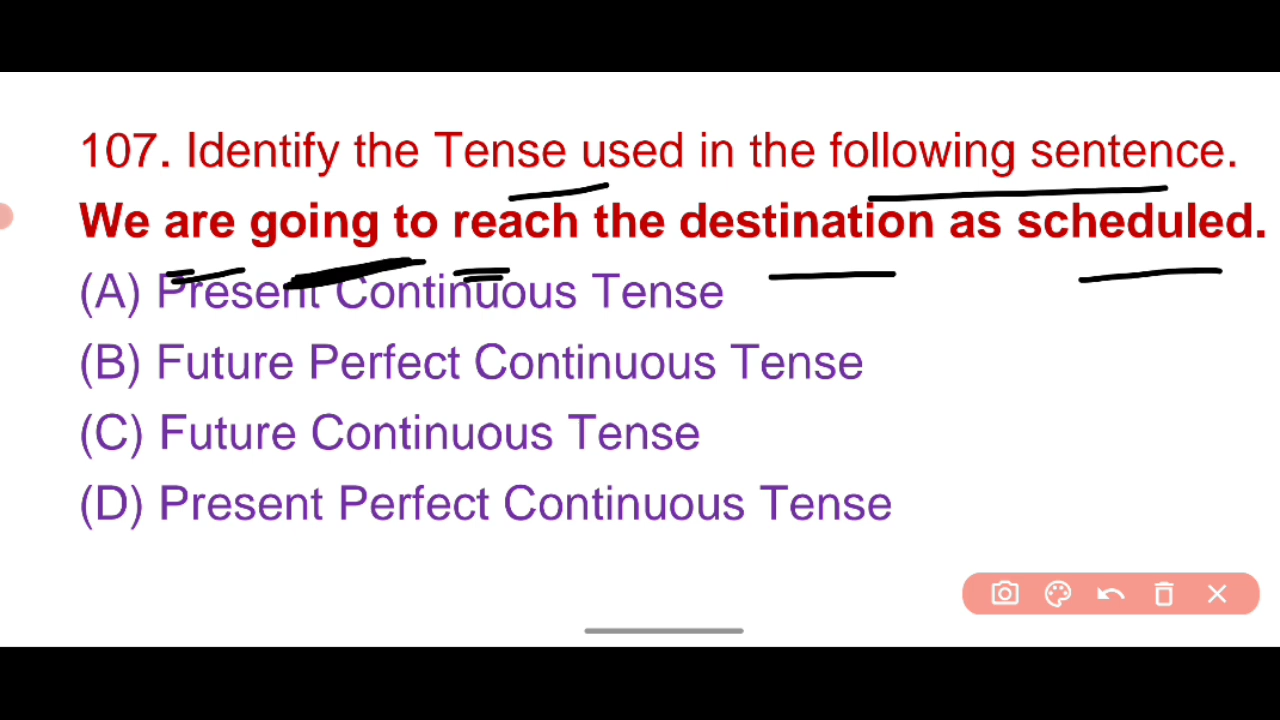 107. Identify the Tense used in the following sentence.
We are going to reach the destination as scheduled.
(A) Present Continuous Tense
(B) Future Perfect Continuous Tense
(C) Future Continuous Tense
(D) Present Perfect Continuous Tense